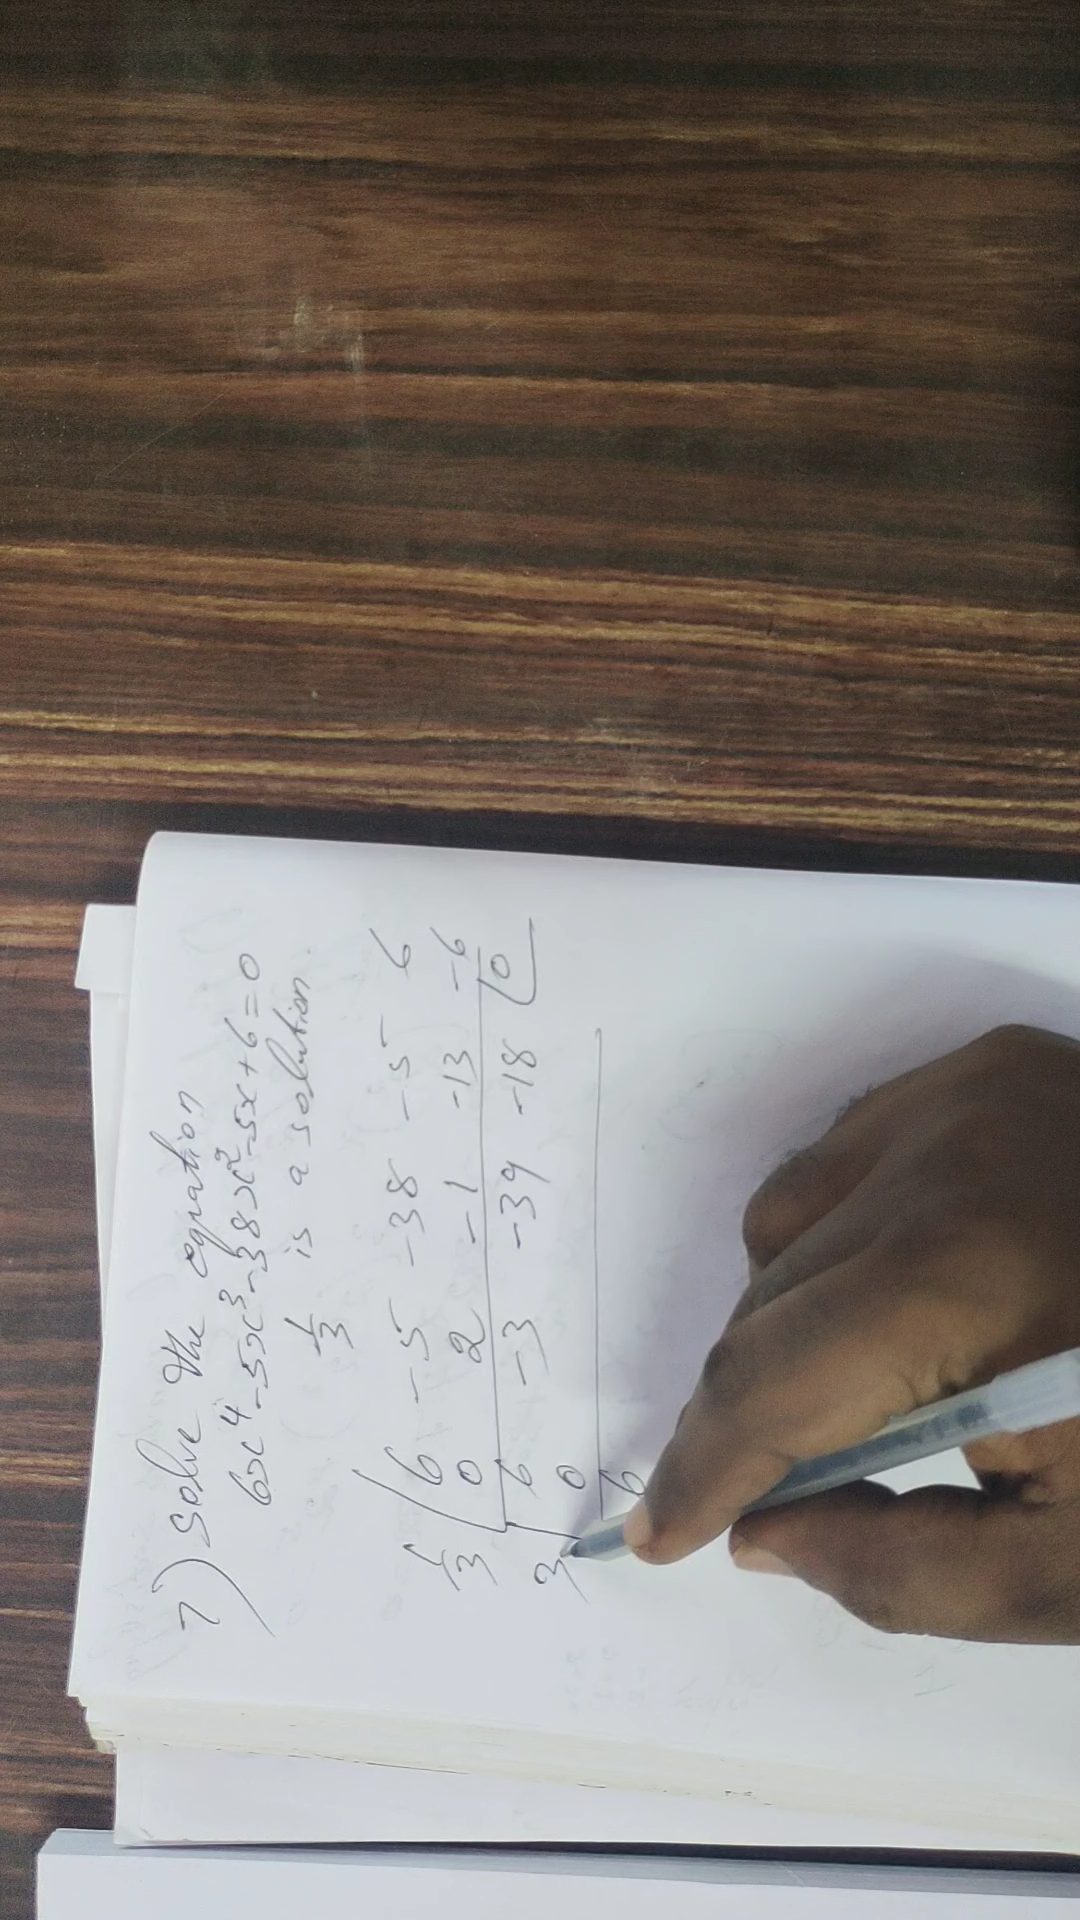 7) Solve the equation
6x⁴-5x³-38x²-5x+6=0
1/3 is a solution.
1/3 6 -5 -38 -5 6
0 2 -1 -13 -6
6 -3 -39 -18 0
3 0
6